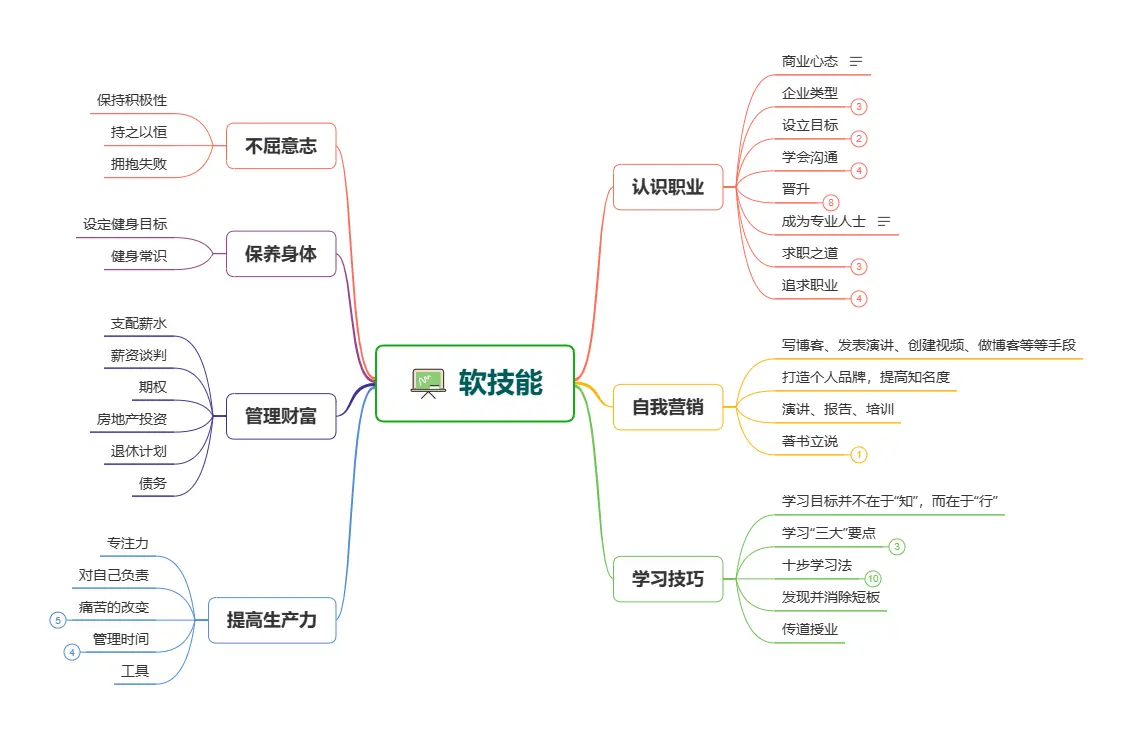 软技能
认识职业
商业心态
企业类型
3
设立目标
2
学会沟通
4
晋升
8
成为专业人士
求职之道
3
追求职业
4
自我营销
写博客、发表演讲、创建视频、做博客等等手段
打造个人品牌，提高知名度
演讲、报告、培训
著书立说
1
学习技巧
学习目标并不在于“知”，而在于“行”
学习“三大”要点
3
十步学习法
10
发现并消除短板
传道授业
不屈意志
保持积极性
持之以恒
拥抱失败
保养身体
设定健身目标
健身常识
管理财富
支配薪水
薪资谈判
期权
房地产投资
退休计划
债务
提高生产力
专注力
对自己负责
痛苦的改变
5
管理时间
4
工具